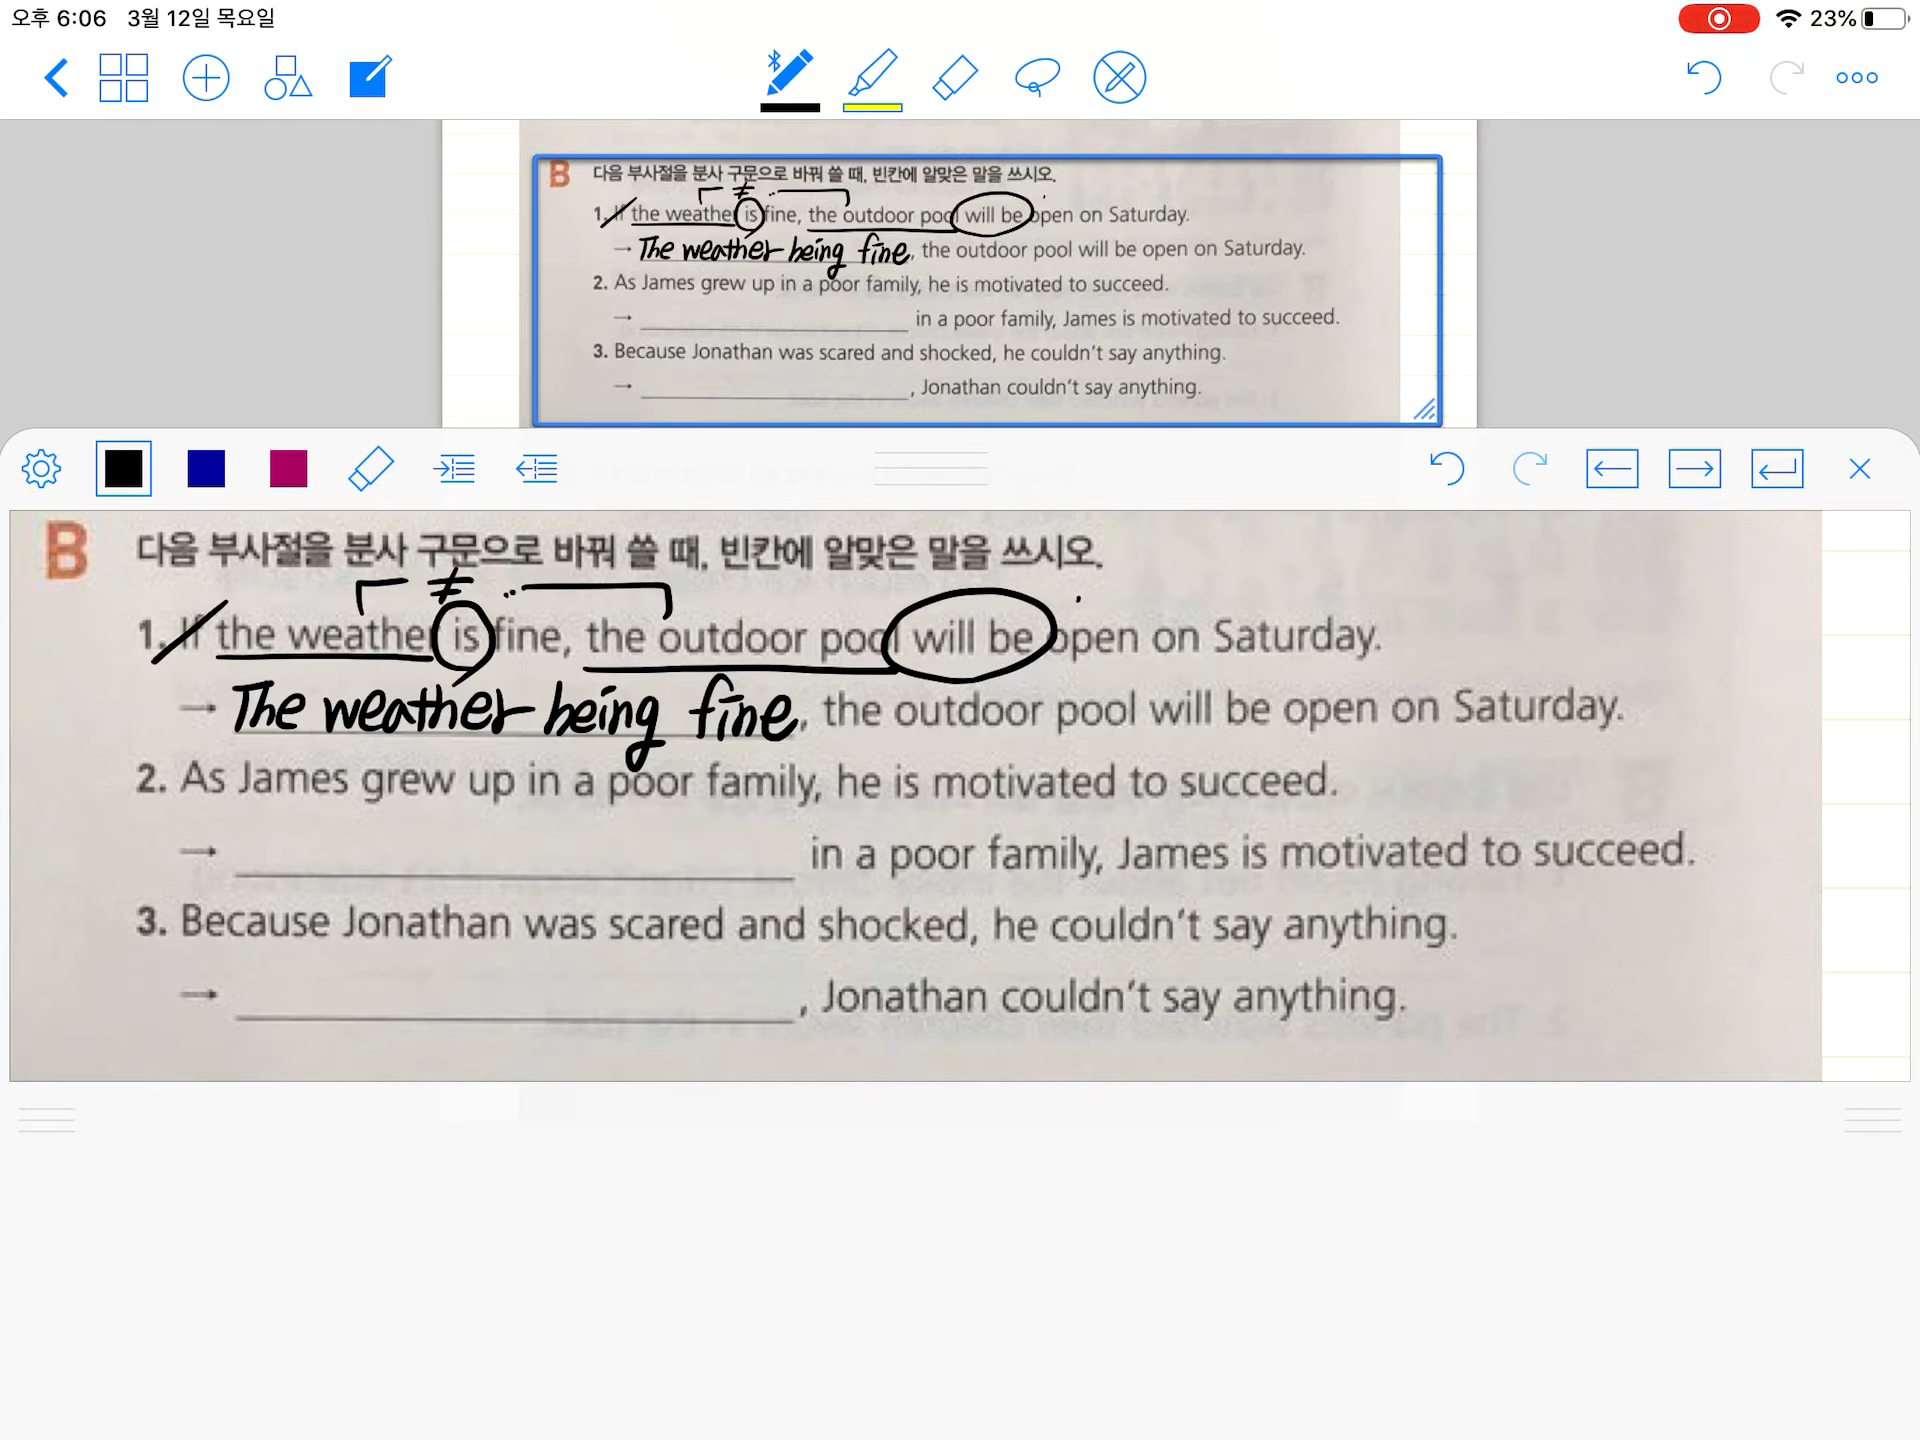 오후 6:06 3월 12일 목요일 23%
B 다음 부사절을 분사 구문으로 바꿔 쓸 때, 빈칸에 알맞은 말을 쓰시오.
≠
1. If the weather is fine, the outdoor pool will be open on Saturday.
→ The weather being fine, the outdoor pool will be open on Saturday.
2. As James grew up in a poor family, he is motivated to succeed.
→ in a poor family, James is motivated to succeed.
3. Because Jonathan was scared and shocked, he couldn't say anything.
→ , Jonathan couldn't say anything.
B 다음 부사절을 분사 구문으로 바꿔 쓸 때, 빈칸에 알맞은 말을 쓰시오.
≠
1. If the weather is fine, the outdoor pool will be open on Saturday.
→ The weather being fine, the outdoor pool will be open on Saturday.
2. As James grew up in a poor family, he is motivated to succeed.
→ in a poor family, James is motivated to succeed.
3. Because Jonathan was scared and shocked, he couldn't say anything.
→ , Jonathan couldn't say anything.